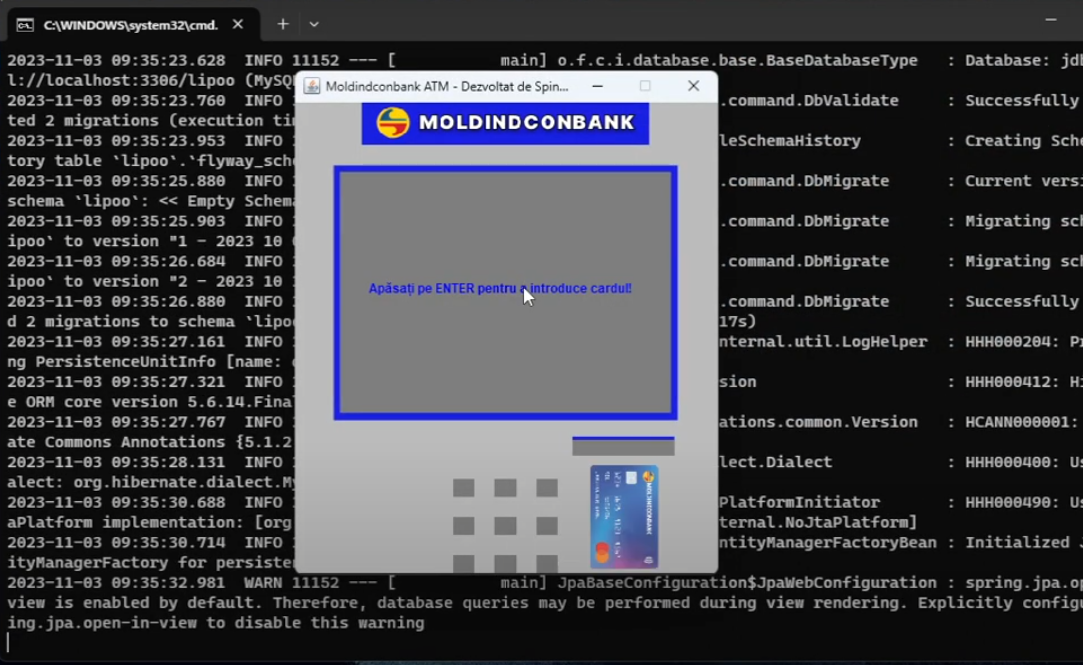 C:\WINDOWS\system32\cmd.
2023-11-03 09:35:23.628 INFO 11152 --- [ main] o.f.c.i.database.base.BaseDatabaseType : Database: jdb
l://localhost:3306/lipoo (MySQ
2023-11-03 09:35:23.760 INFO .command.DbValidate : Successfully
ted 2 migrations (execution tim
2023-11-03 09:35:23.953 INFO leSchemaHistory : Creating Sche
tory table `lipoo`.`flyway_sche
2023-11-03 09:35:25.880 INFO .command.DbMigrate : Current versi
schema `lipoo`: << Empty Schema
2023-11-03 09:35:25.903 INFO .command.DbMigrate : Migrating sch
ipoo` to version "1 - 2023 10
2023-11-03 09:35:26.684 INFO .command.DbMigrate : Migrating sch
ipoo` to version "2 - 2023 10
2023-11-03 09:35:26.880 INFO .command.DbMigrate : Successfully
d 2 migrations to schema `lipoo 17s)
2023-11-03 09:35:27.161 INFO nternal.util.LogHelper : HHH000204: Pr
ng PersistenceUnitInfo [name:
2023-11-03 09:35:27.321 INFO sion : HHH000412: Hi
e ORM core version 5.6.14.Final
2023-11-03 09:35:27.767 INFO ations.common.Version : HCANN000001:
ate Commons Annotations {5.1.2
2023-11-03 09:35:28.131 INFO lect.Dialect : HHH000400: Us
alect: org.hibernate.dialect.My
2023-11-03 09:35:30.688 INFO PlatformInitiator : HHH000490: Us
aPlatform implementation: [org ternal.NoJtaPlatform]
2023-11-03 09:35:30.714 INFO ntityManagerFactoryBean : Initialized J
ityManagerFactory for persisten
2023-11-03 09:35:32.981 WARN 11152 --- [ main] JpaBaseConfiguration$JpaWebConfiguration : spring.jpa.op
view is enabled by default. Therefore, database queries may be performed during view rendering. Explicitly configu
ing.jpa.open-in-view to disable this warning
Moldindconbank ATM - Dezvoltat de Spin...
MOLDINDCONBANK
Apăsați pe ENTER pentru a introduce cardul!
MOLDINDCONBANK